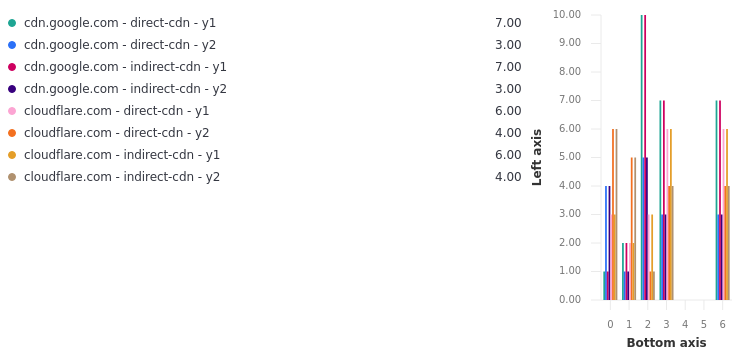 cdn.google.com - direct-cdn - y1 7.00
cdn.google.com - direct-cdn - y2 3.00
cdn.google.com - indirect-cdn - y1 7.00
cdn.google.com - indirect-cdn - y2 3.00
cloudflare.com - direct-cdn - y1 6.00
cloudflare.com - direct-cdn - y2 4.00
cloudflare.com - indirect-cdn - y1 6.00
cloudflare.com - indirect-cdn - y2 4.00
Left axis
10.00
9.00
8.00
7.00
6.00
5.00
4.00
3.00
2.00
1.00
0.00
0 1 2 3 4 5 6
Bottom axis